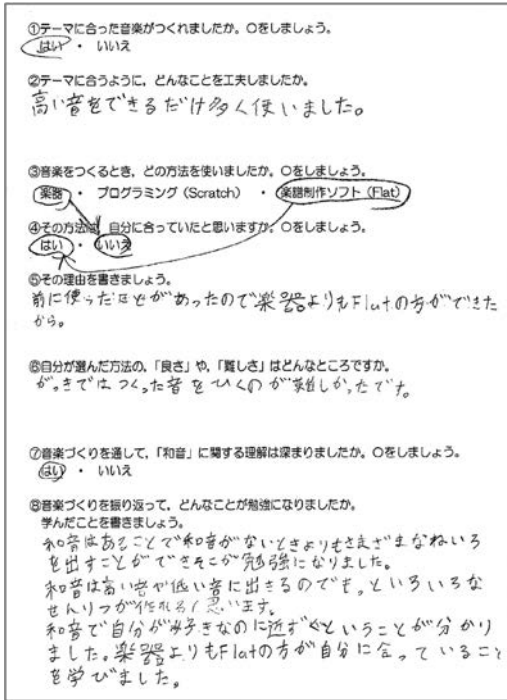 ①テーマに合った音楽がつくれましたか。○をしましょう。
はい ・ いいえ
②テーマに合うように、どんなことを工夫しましたか。
高い音をできるだけ多く使いました。
③音楽をつくるとき、どの方法を使いましたか。○をしましょう。
楽器 ・ プログラミング（Scratch） ・ 楽譜制作ソフト（Flat）
④その方法は、自分に合っていたと思いますか。○をしましょう。
はい ・ いいえ
⑤その理由を書きましょう。
前に使ったことがあったので楽器よりもFlatの方ができた
から。
⑥自分が選んだ方法の、「良さ」や、「難しさ」はどんなところですか。
がっきではつくった音をひくのが難しかったです。
⑦音楽づくりを通して、「和音」に関する理解は深まりましたか。○をしましょう。
はい ・ いいえ
⑧音楽づくりを振り返って、どんなことが勉強になりましたか。
学んだことを書きましょう。
和音はあることで和音がないときよりもさまざまなねいろ
を出すことができそこが勉強になりました。
和音は高い音や低い音に出きるのでもっといろいろな
せんりつが作れると思います。
和音で自分が好きなのに近ずくということが分かり
ました。楽器よりもFlatの方が自分に合っていること
を学びました。